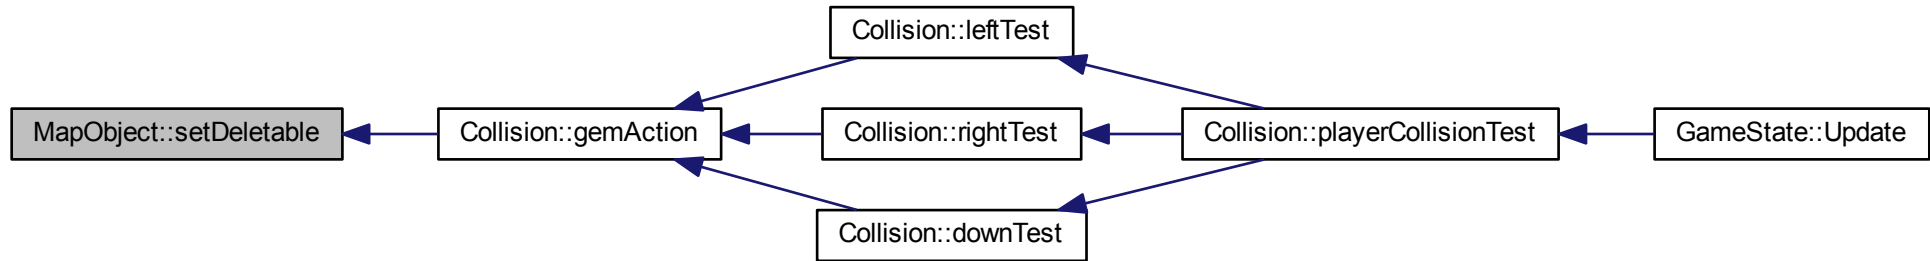 Collision::leftTest
MapObject::setDeletable
Collision::gemAction
Collision::rightTest
Collision::playerCollisionTest
GameState::Update
Collision::downTest